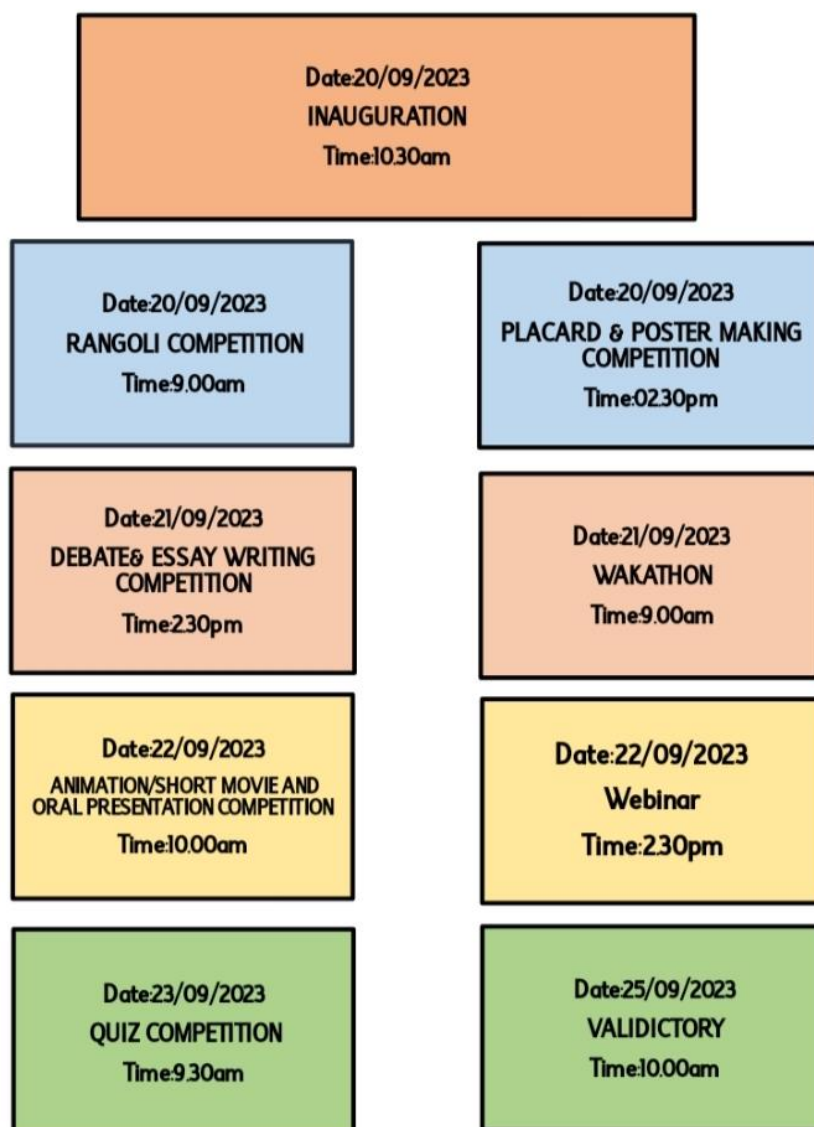 Date:20/09/2023
INAUGURATION
Time:10.30am
Date:20/09/2023
RANGOLI COMPETITION
Time:9.00am
Date:20/09/2023
PLACARD & POSTER MAKING
COMPETITION
Time:02.30pm
Date:21/09/2023
DEBATE& ESSAY WRITING
COMPETITION
Time:2.30pm
Date:21/09/2023
WAKATHON
Time:9.00am
Date:22/09/2023
ANIMATION/SHORT MOVIE AND
ORAL PRESENTATION COMPETITION
Time:10.00am
Date:22/09/2023
Webinar
Time:2.30pm
Date:23/09/2023
QUIZ COMPETITION
Time:9.30am
Date:25/09/2023
VALIDICTORY
Time:10.00am